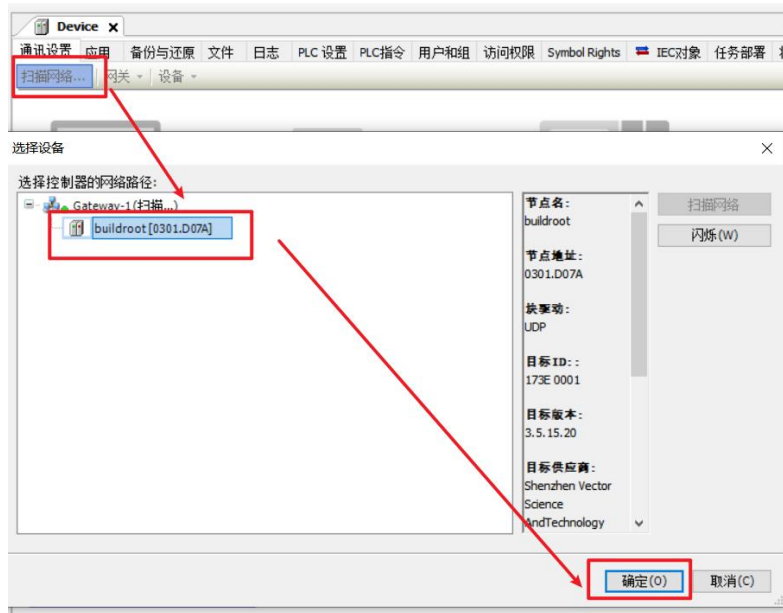 Device
通讯设置 应用 备份与还原 文件 日志 PLC 设置 PLC指令 用户和组 访问权限 Symbol Rights IEC对象 任务部署
扫描网络... 网关 设备
选择设备
选择控制器的网络路径:
Gateway-1(扫描...)
buildroot [0301.D07A]
节点名:
buildroot
节点地址:
0301.D07A
块驱动:
UDP
目标ID::
173E 0001
目标版本:
3.5.15.20
目标供应商:
Shenzhen Vector
Science
AndTechnology
扫描网络
闪烁(W)
确定(O) 取消(C)